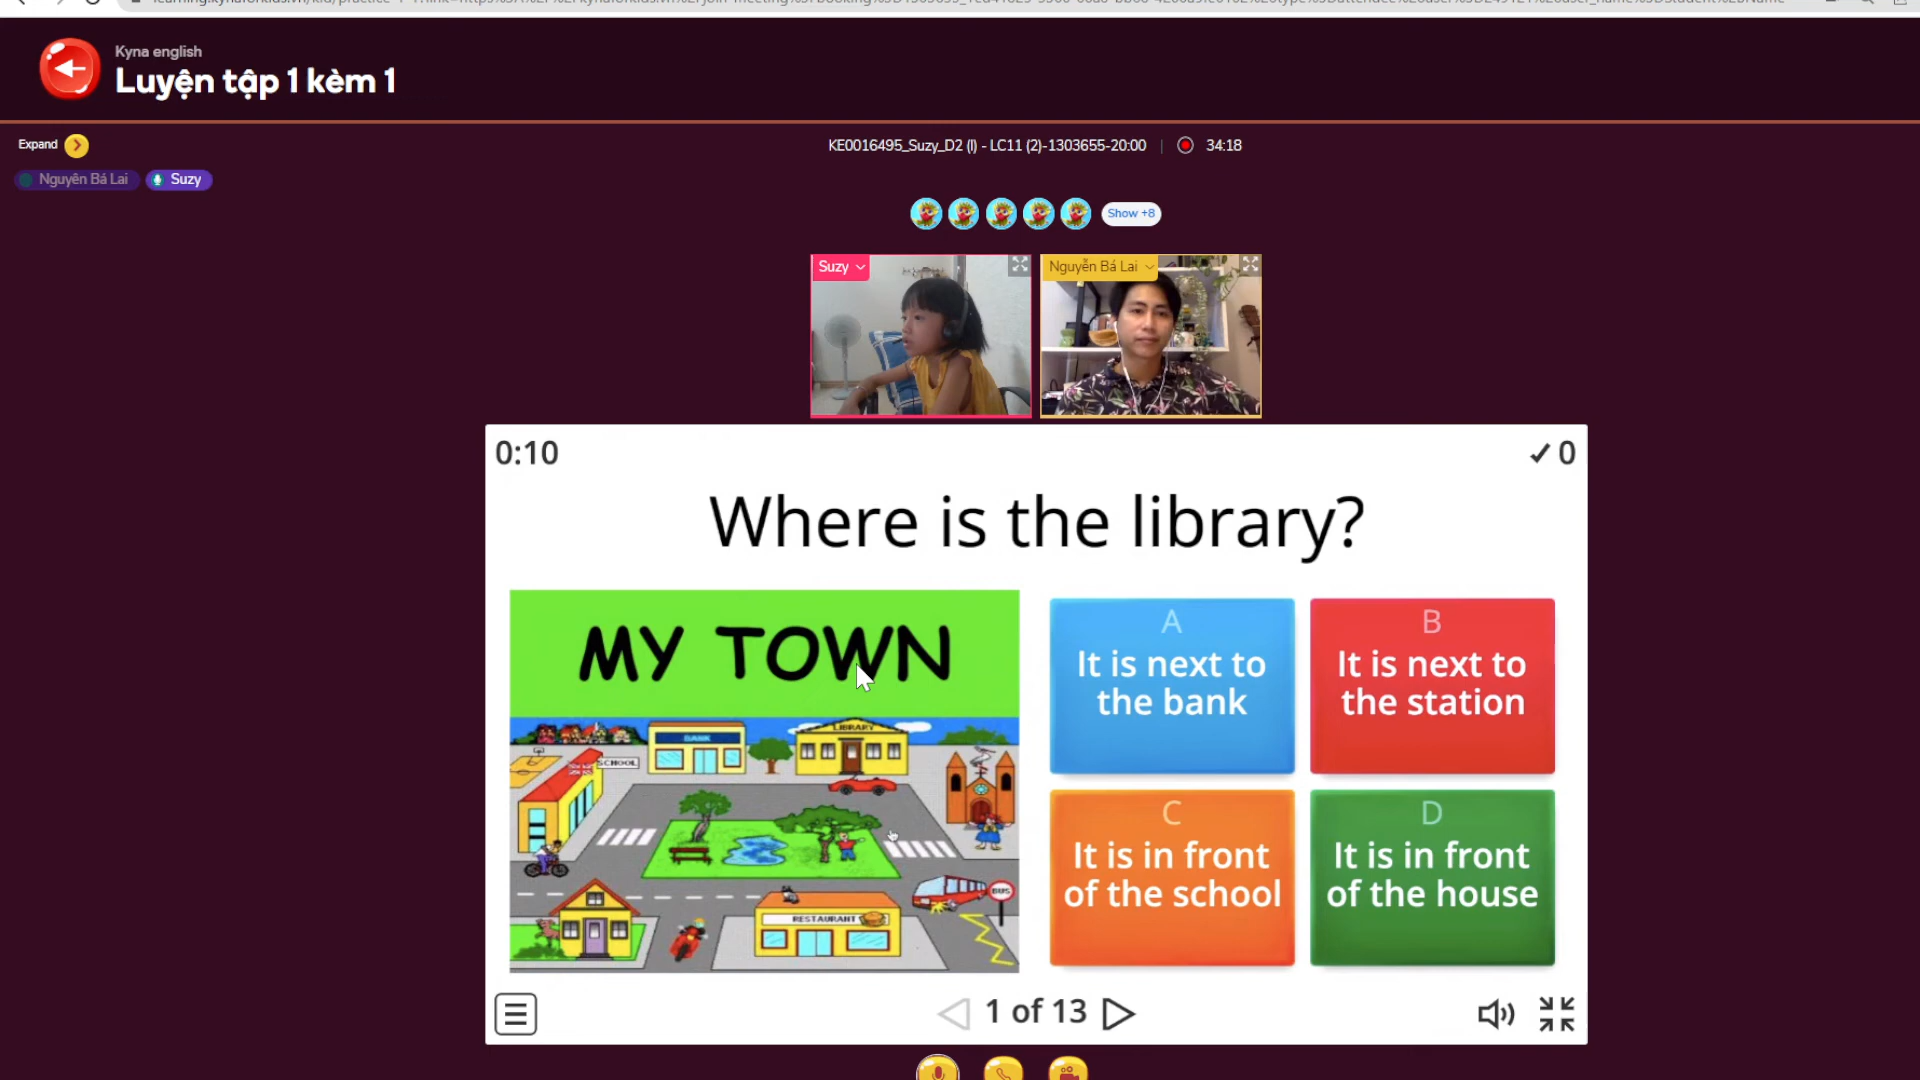 Kyna english
Luyện tập 1 kèm 1
Expand
KE0016495_Suzy_D2 (I) - LC11 (2)-1303655-20:00 | 34:18
Nguyễn Bá Lai
Suzy
Show +8
Suzy
Nguyễn Bá Lai
0:10
0
Where is the library?
MY TOWN
BANK
LIBRARY
SCHOOL
RESTAURANT
BUS
A
It is next to
the bank
B
It is next to
the station
C
It is in front
of the school
D
It is in front
of the house
1 of 13